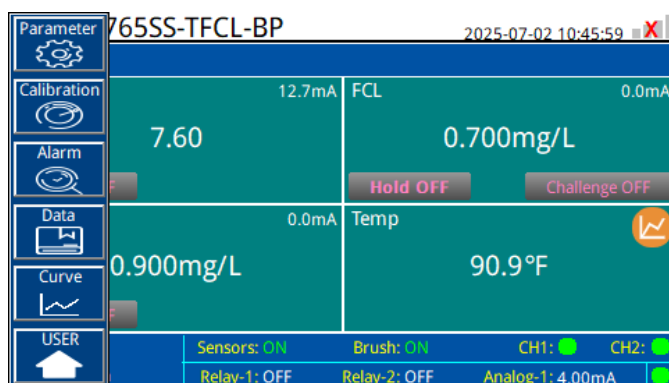 Parameter
765SS-TFCL-BP
2025-07-02 10:45:59
X
Calibration
12.7mA
FCL
0.0mA
7.60
0.700mg/L
Alarm
Hold OFF
Challenge OFF
Data
0.0mA
Temp
0.900mg/L
90.9°F
Curve
USER
Sensors: ON
Brush: ON
CH1:
CH2:
Relay-1: OFF
Relay-2: OFF
Analog-1: 4.00mA